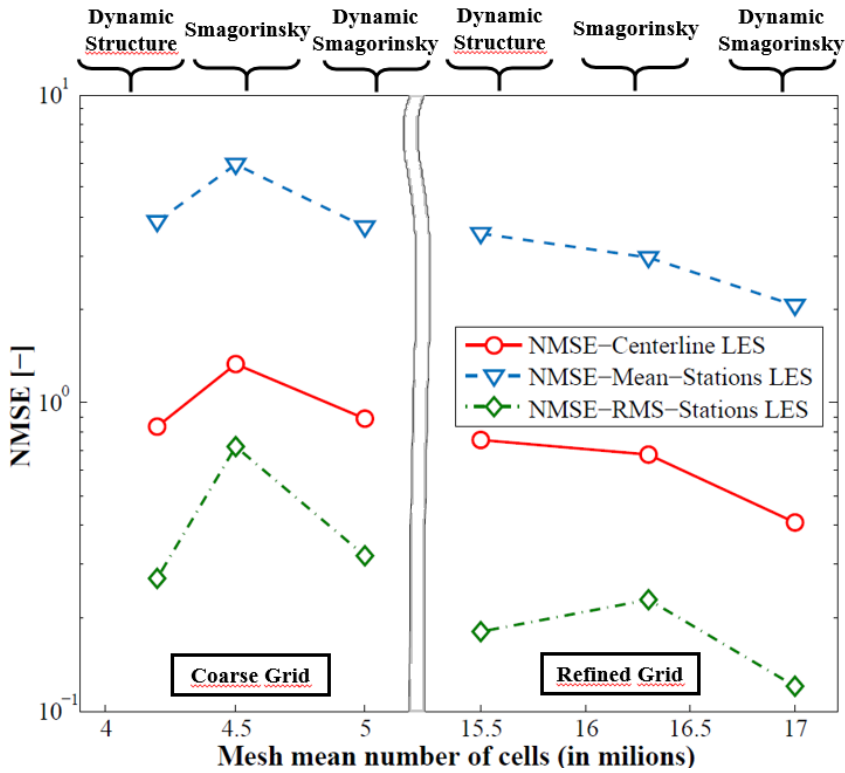 Dynamic Structure
Smagorinsky
Dynamic Smagorinsky
Dynamic Structure
Smagorinsky
Dynamic Smagorinsky
10^1
10^0
10^−1
NMSE [−]
NMSE−Centerline LES
NMSE−Mean−Stations LES
NMSE−RMS−Stations LES
Coarse Grid
Refined Grid
4 4.5 5 15.5 16 16.5 17
Mesh mean number of cells (in milions)